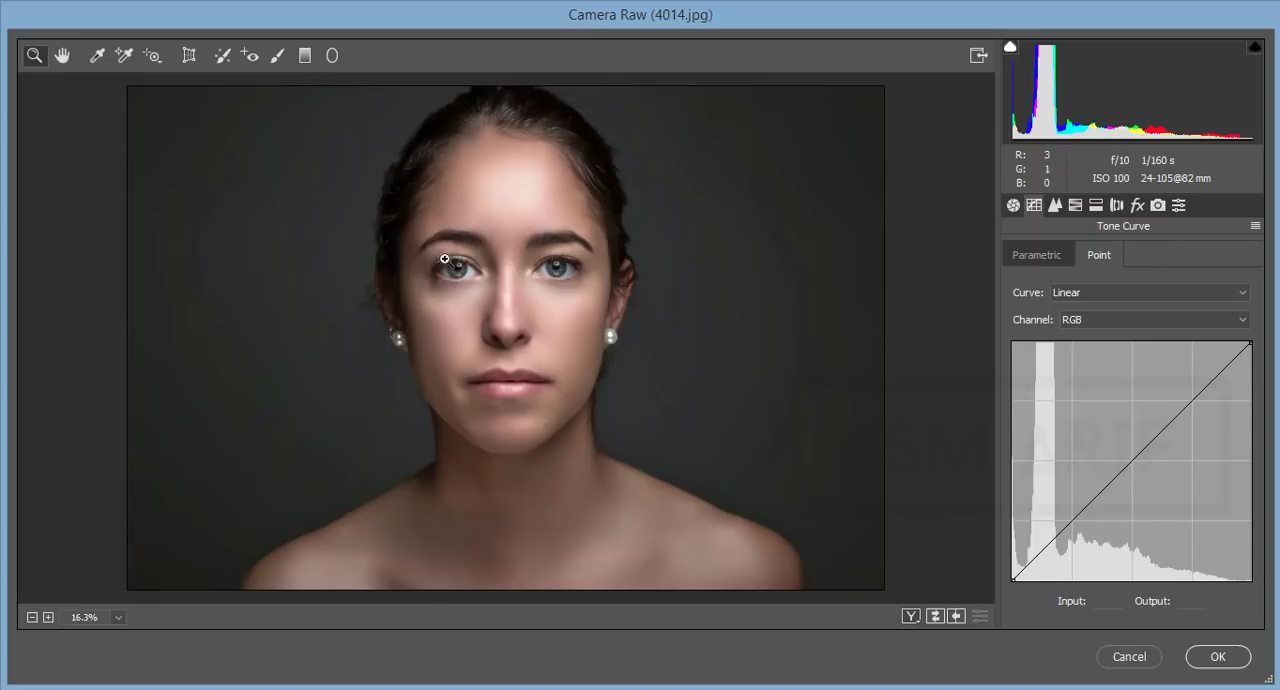 Camera Raw (4014.jpg)
R: 3
G: 1
B: 0
f/10 1/160 s
ISO 100 24-105@82 mm
fx
Tone Curve
Parametric Point
Curve: Linear
Channel: RGB
Input: Output:
16.3%
Y
Cancel OK